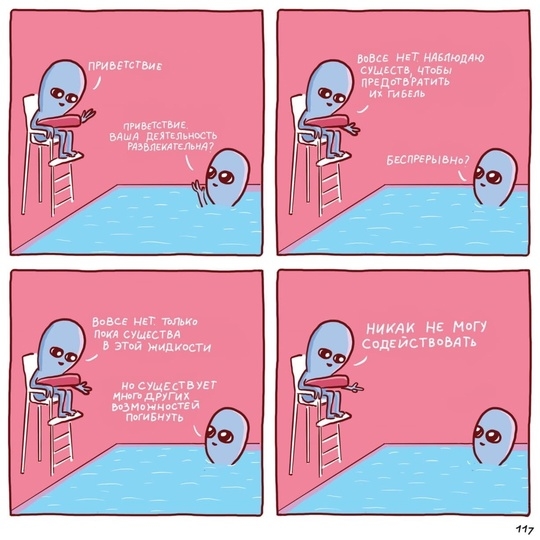 ПРИВЕТСТВИЕ
ПРИВЕТСТВИЕ.
ВАША ДЕЯТЕЛЬНОСТЬ
РАЗВЛЕКАТЕЛЬНА?
ВОВСЕ НЕТ. НАБЛЮДАЮ
СУЩЕСТВ, ЧТОБЫ
ПРЕДОТВРАТИТЬ
ИХ ГИБЕЛЬ
БЕСПРЕРЫВНО?
ВОВСЕ НЕТ. ТОЛЬКО
ПОКА СУЩЕСТВА
В ЭТОЙ ЖИДКОСТИ
НО СУЩЕСТВУЕТ
МНОГО ДРУГИХ
ВОЗМОЖНОСТЕЙ
ПОГИБНУТЬ
НИКАК НЕ МОГУ
СОДЕЙСТВОВАТЬ
117